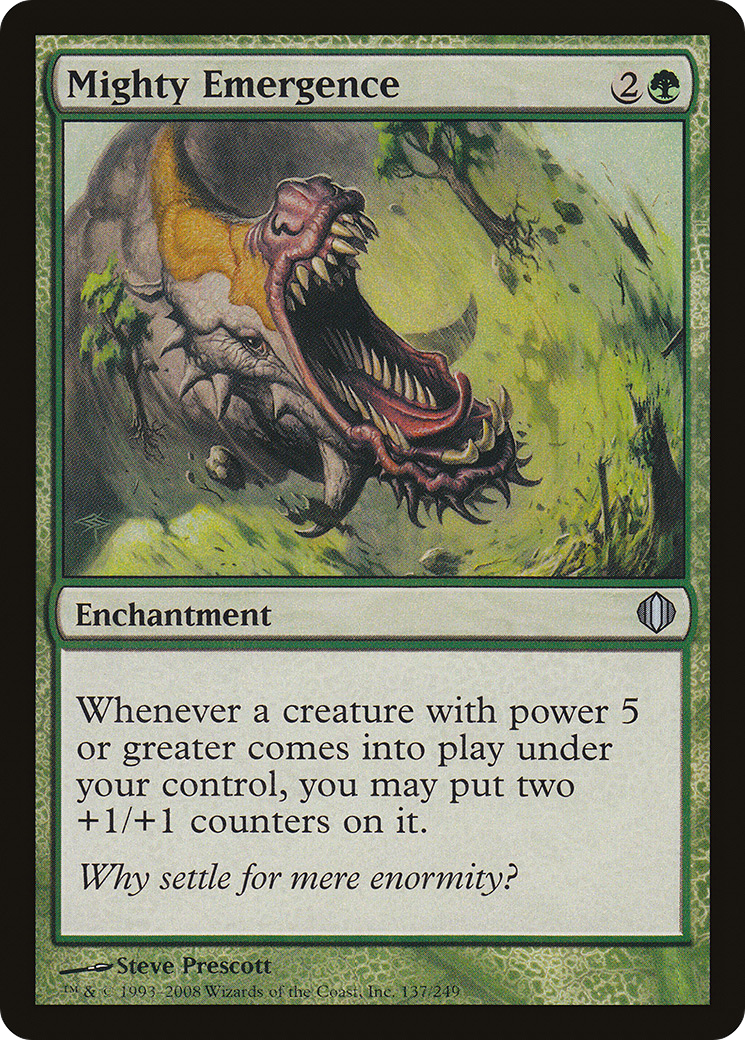 Mighty Emergence 2
Enchantment
Whenever a creature with power 5
or greater comes into play under
your control, you may put two
+1/+1 counters on it.
Why settle for mere enormity?
Steve Prescott
™ & © 1993–2008 Wizards of the Coast, Inc. 137/249